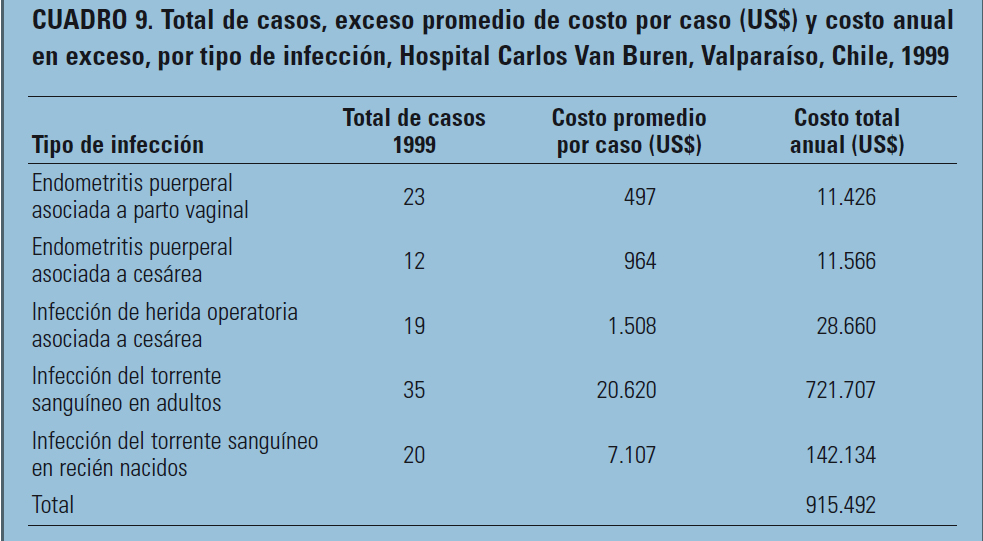 CUADRO 9. Total de casos, exceso promedio de costo por caso (US$) y costo anual
en exceso, por tipo de infección, Hospital Carlos Van Buren, Valparaíso, Chile, 1999
Tipo de infección Total de casos 1999 Costo promedio por caso (US$) Costo total anual (US$)
Endometritis puerperal
asociada a parto vaginal 23 497 11.426
Endometritis puerperal
asociada a cesárea 12 964 11.566
Infección de herida operatoria
asociada a cesárea 19 1.508 28.660
Infección del torrente
sanguíneo en adultos 35 20.620 721.707
Infección del torrente sanguíneo
en recién nacidos 20 7.107 142.134
Total 915.492